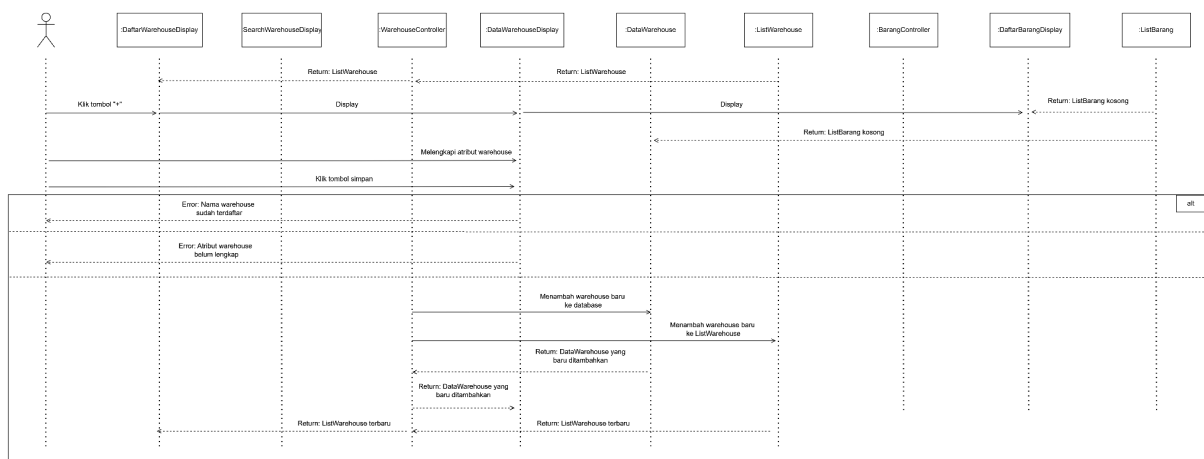 :DaftarWarehouseDisplay
:SearchWarehouseDisplay
:WarehouseController
:DataWarehouseDisplay
:DataWarehouse
:ListWarehouse
:BarangController
:DaftarBarangDisplay
:ListBarang
Return: ListWarehouse
Return: ListWarehouse
Klik tombol "+"
Display
Display
Return: ListBarang kosong
Return: ListBarang kosong
Melengkapi atribut warehouse
Klik tombol simpan
alt
Error: Nama warehouse
sudah terdaftar
Error: Atribut warehouse
belum lengkap
Menambah warehouse baru
ke database
Menambah warehouse baru
ke ListWarehouse
Return: DataWarehouse yang
baru ditambahkan
Return: DataWarehouse yang
baru ditambahkan
Return: ListWarehouse terbaru
Return: ListWarehouse terbaru